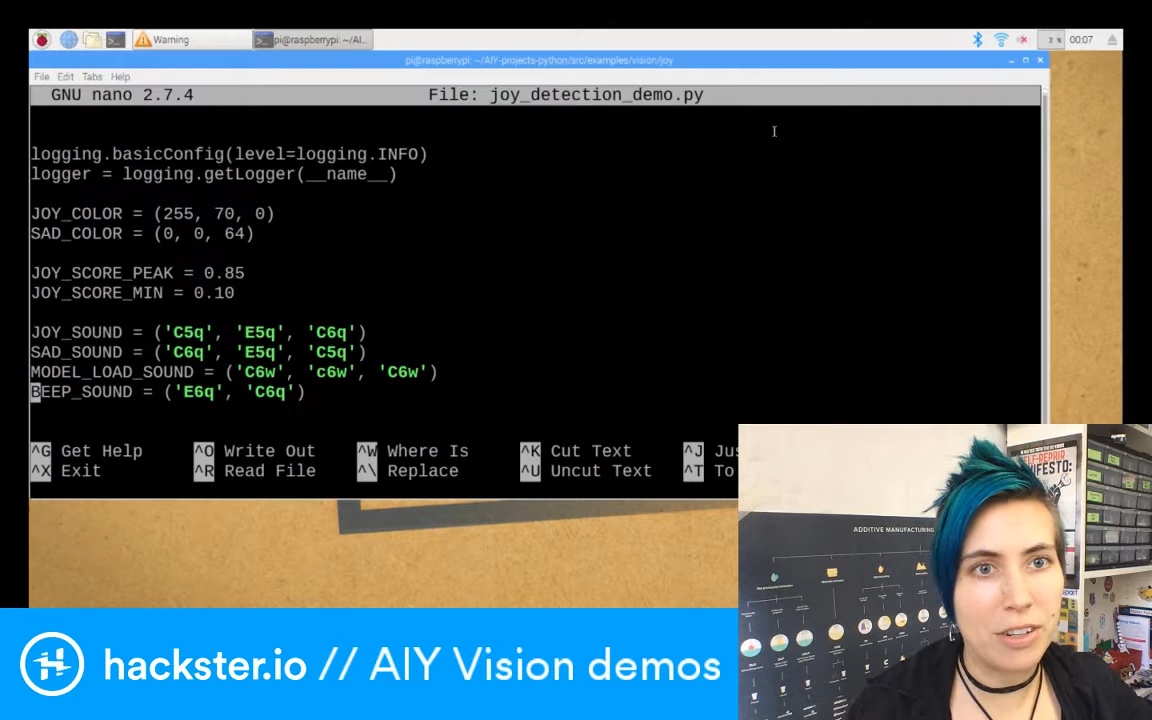 Warning
pi@raspberrypi: ~/AI...
2 %
00:07
pi@raspberrypi: ~/AIY-projects-python/src/examples/vision/joy
File Edit Tabs Help
GNU nano 2.7.4 File: joy_detection_demo.py
logging.basicConfig(level=logging.INFO)
logger = logging.getLogger(__name__)
JOY_COLOR = (255, 70, 0)
SAD_COLOR = (0, 0, 64)
JOY_SCORE_PEAK = 0.85
JOY_SCORE_MIN = 0.10
JOY_SOUND = ('C5q', 'E5q', 'C6q')
SAD_SOUND = ('C6q', 'E5q', 'C5q')
MODEL_LOAD_SOUND = ('C6w', 'c6w', 'C6w')
BEEP_SOUND = ('E6q', 'C6q')
^G Get Help ^O Write Out ^W Where Is ^K Cut Text ^J Ju
^X Exit ^R Read File ^\ Replace ^U Uncut Text ^T To
ADDITIVE MANUFACTURING
hackster.io // AIY Vision demos